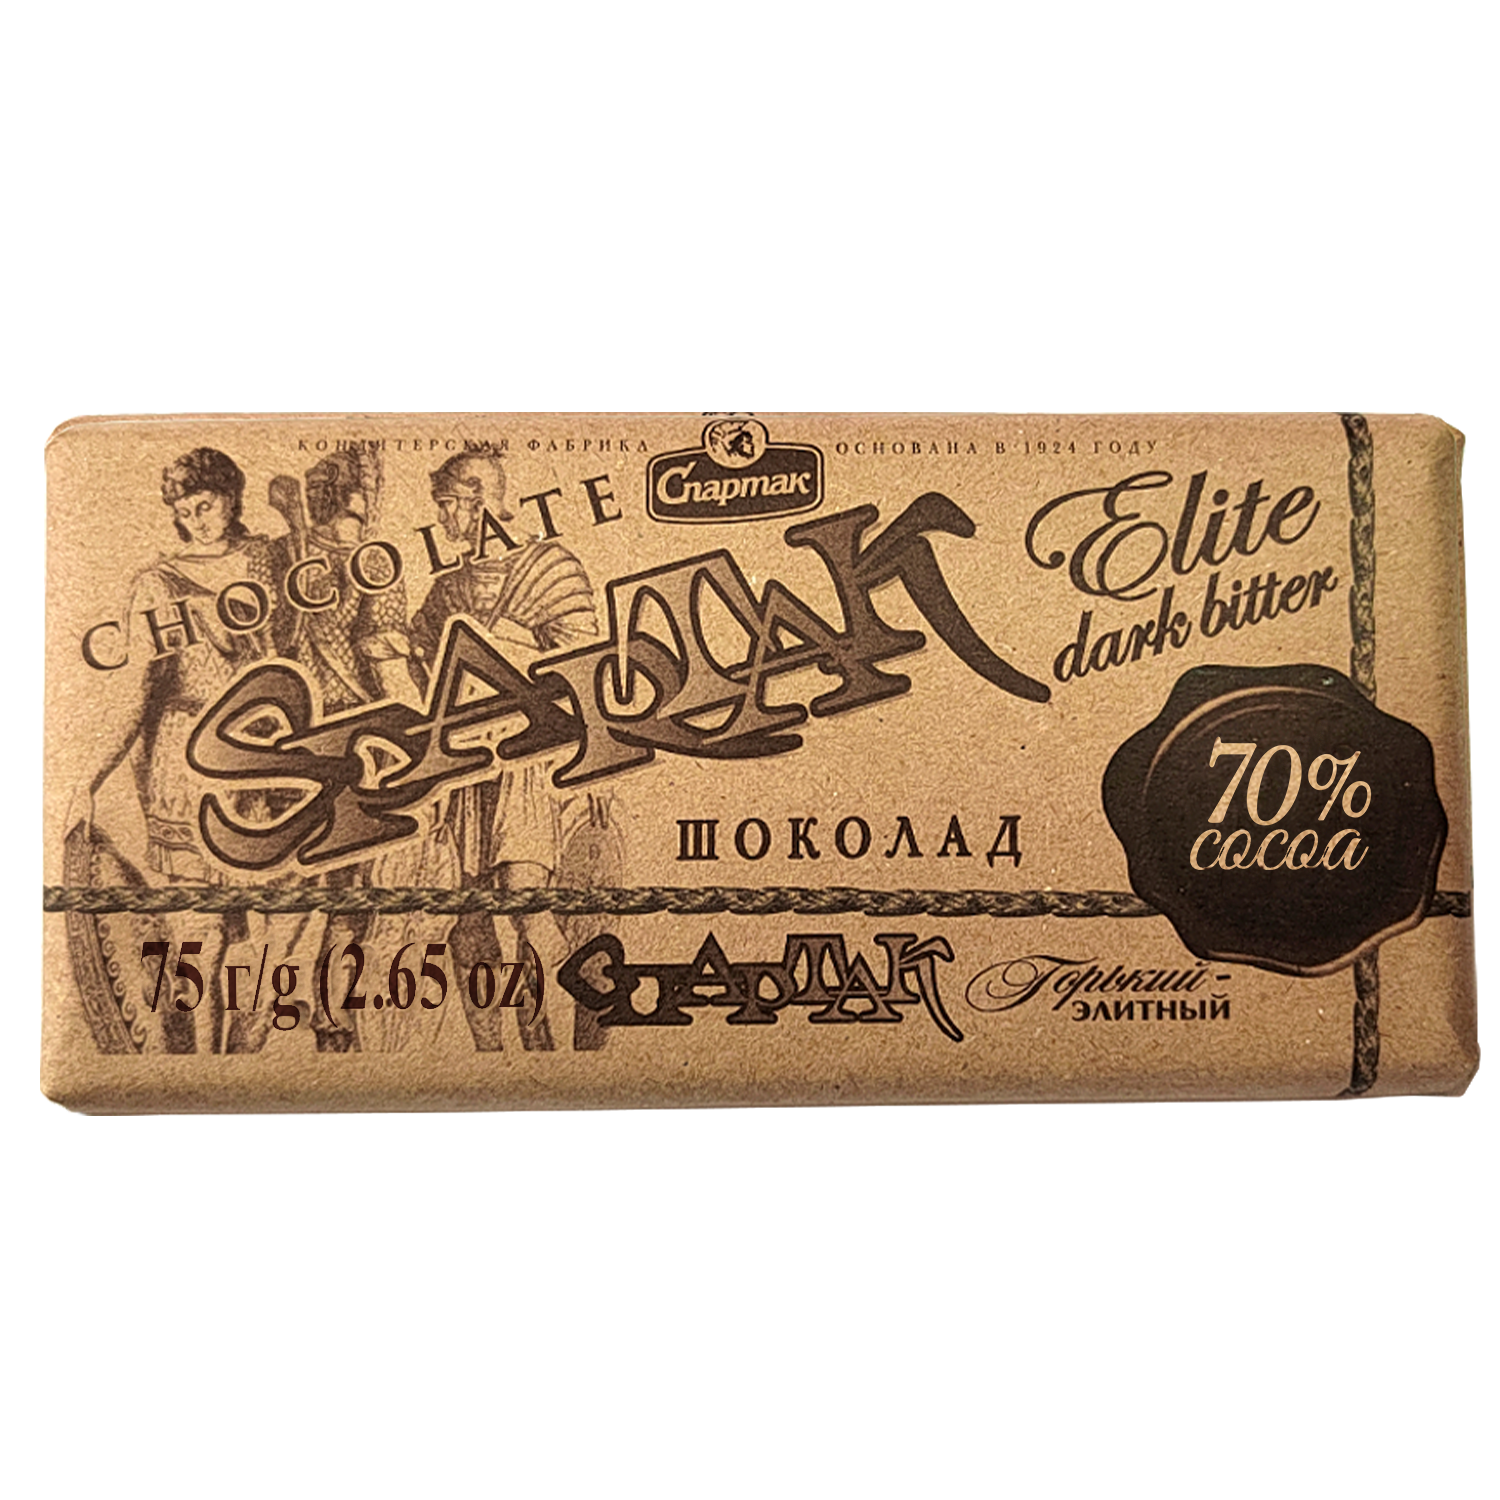 КОНДИТЕРСКАЯ ФАБРИКА
Спартак
ОСНОВАНА В 1924 ГОДУ
CHOCOLATE
SPARTAK
Elite
dark bitter
ШОКОЛАД
70%
cocoa
75 г/g (2.65 oz)
СПАРТАК
Горький-
ЭЛИТНЫЙ